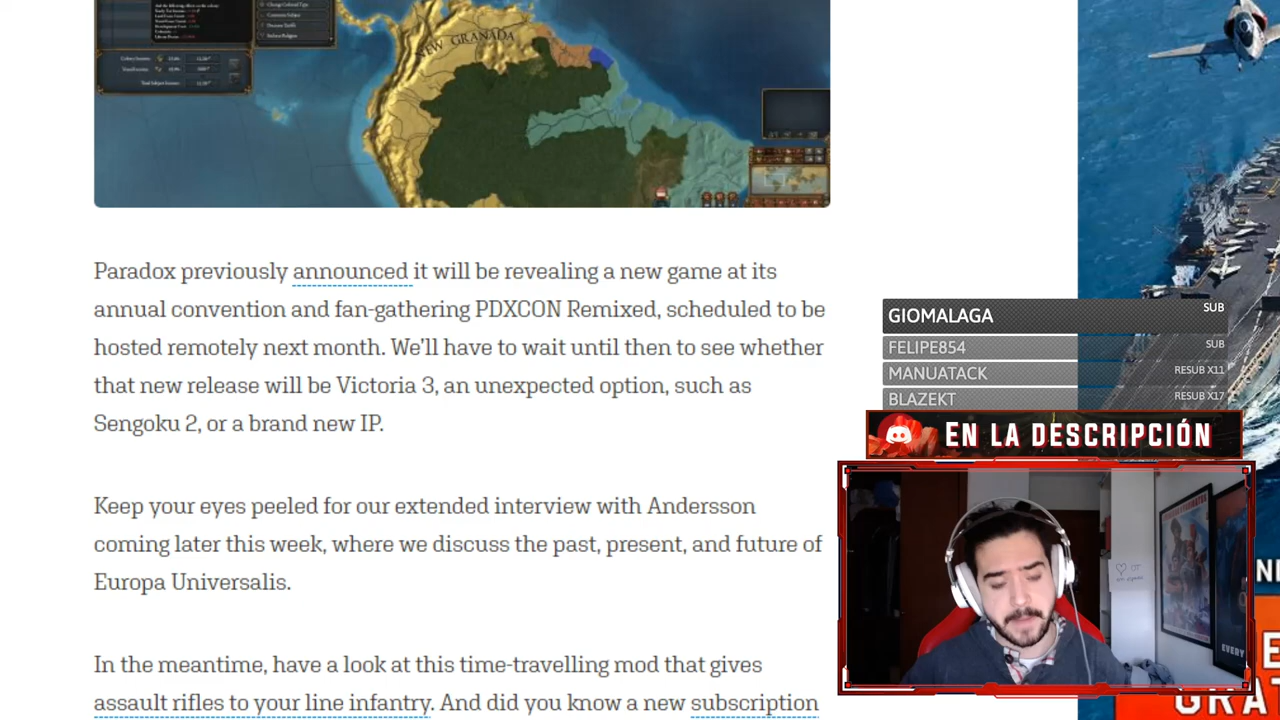 NEW GRANADA
Paradox previously announced it will be revealing a new game at its
annual convention and fan-gathering PDXCON Remixed, scheduled to be
hosted remotely next month. We'll have to wait until then to see whether
that new release will be Victoria 3, an unexpected option, such as
Sengoku 2, or a brand new IP.
Keep your eyes peeled for our extended interview with Andersson
coming later this week, where we discuss the past, present, and future of
Europa Universalis.
In the meantime, have a look at this time-travelling mod that gives
assault rifles to your line infantry. And did you know a new subscription
GIOMALAGA SUB
FELIPE854 SUB
MANUATACK RESUB X11
BLAZEKT RESUB X17
EN LA DESCRIPCIÓN
EVERY